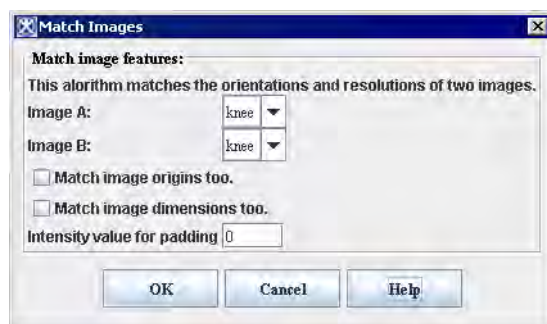 Match Images
Match image features:
This alorithm matches the orientations and resolutions of two images.
Image A: knee
Image B: knee
Match image origins too.
Match image dimensions too.
Intensity value for padding 0
OK Cancel Help